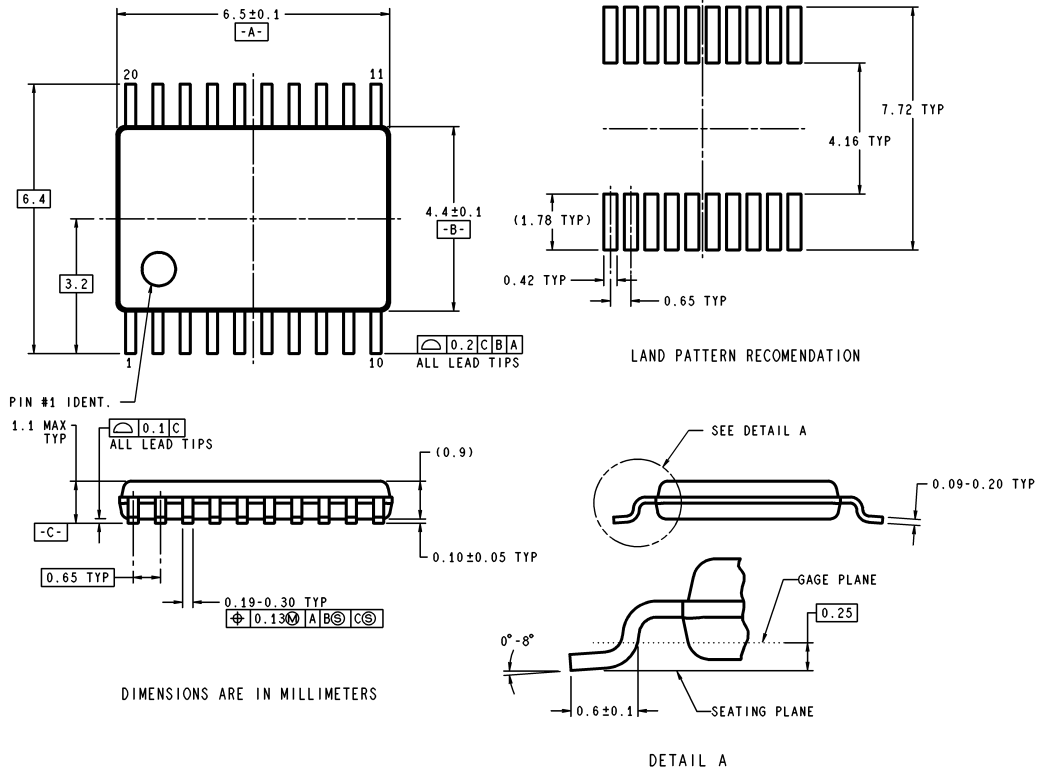 6.5±0.1
-A-
20
11
7.72 TYP
4.16 TYP
6.4
4.4±0.1
-B-
(1.78 TYP)
3.2
0.42 TYP
0.65 TYP
1
10
⌓ 0.2 C B A
ALL LEAD TIPS
LAND PATTERN RECOMENDATION
PIN #1 IDENT.
1.1 MAX
TYP
⌓ 0.1 C
ALL LEAD TIPS
(0.9)
SEE DETAIL A
0.09-0.20 TYP
-C-
0.10±0.05 TYP
0.65 TYP
0.19-0.30 TYP
⌖ 0.13Ⓜ A BⓈ CⓈ
GAGE PLANE
0.25
0°-8°
DIMENSIONS ARE IN MILLIMETERS
0.6±0.1
SEATING PLANE
DETAIL A